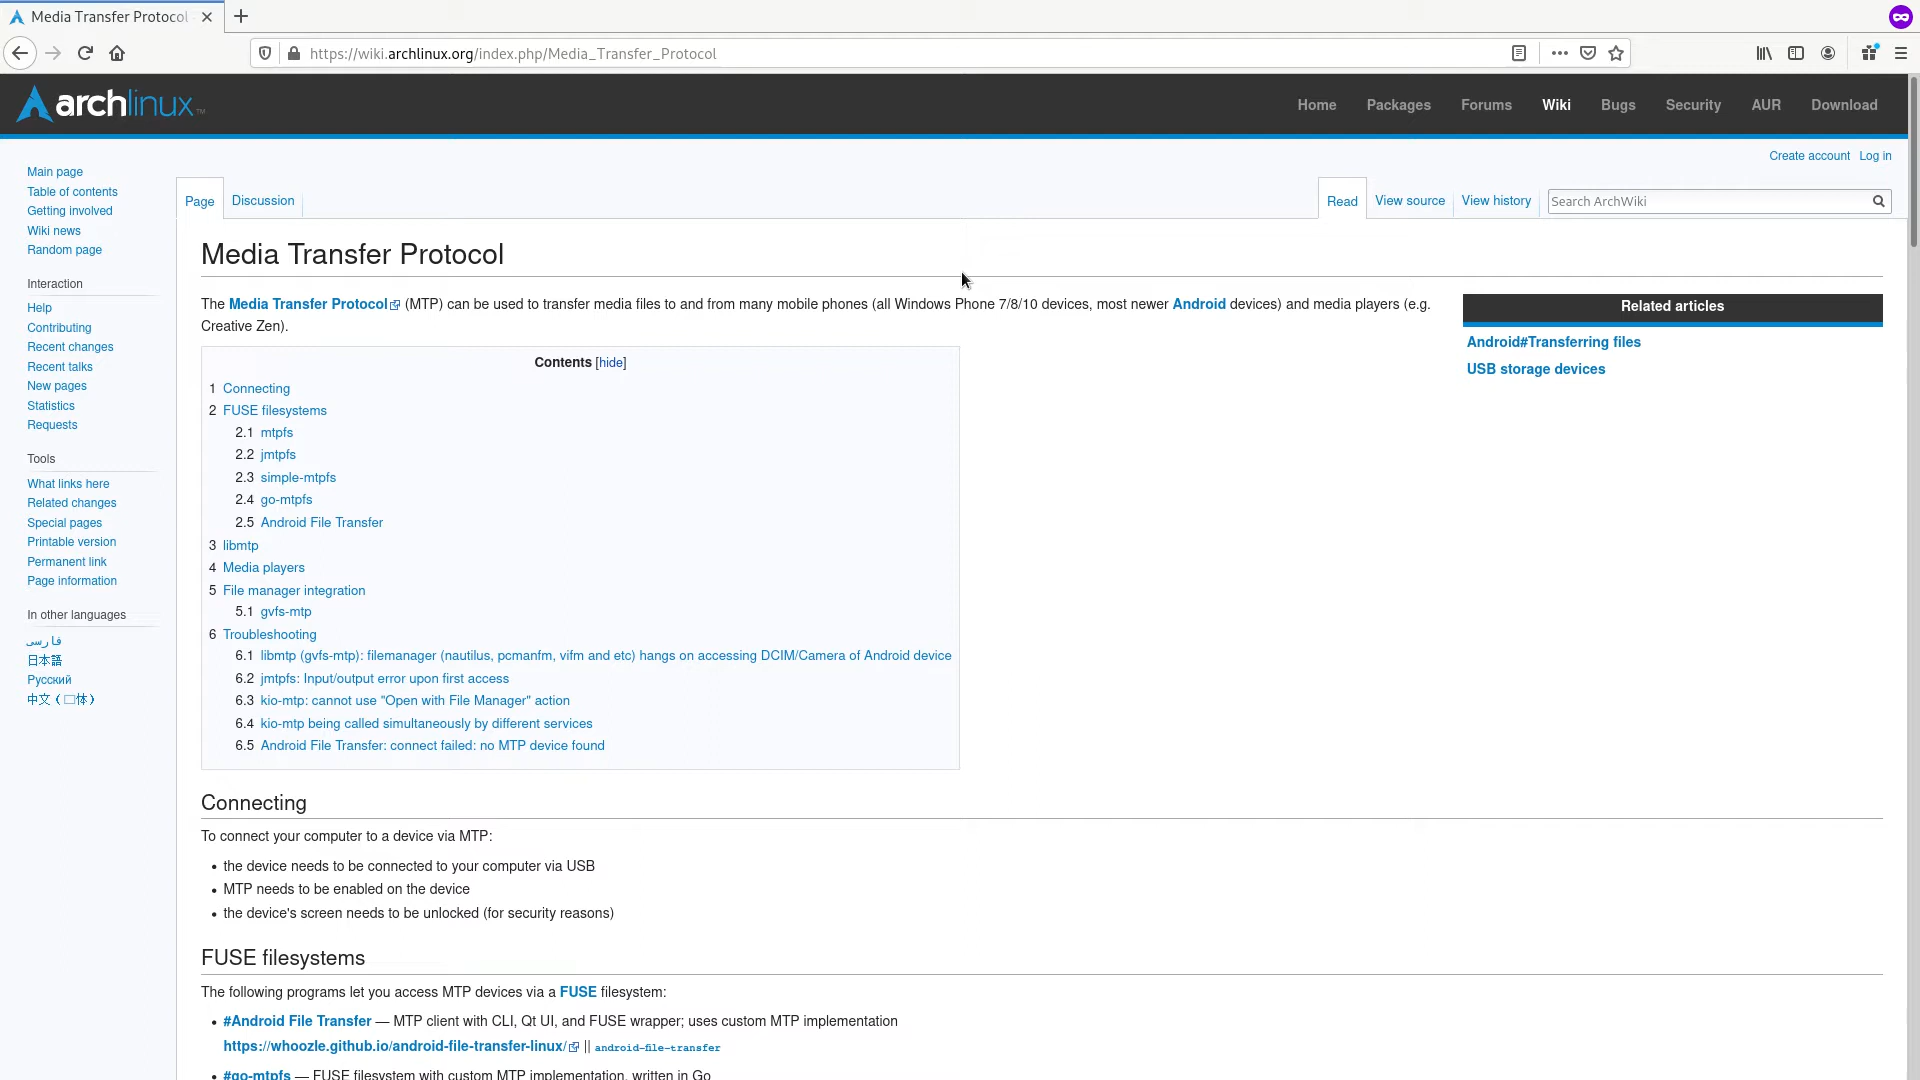 Media Transfer Protocol
https://wiki.archlinux.org/index.php/Media_Transfer_Protocol
archlinux™
Home Packages Forums Wiki Bugs Security AUR Download
Create account Log in
Main page
Table of contents
Getting involved
Wiki news
Random page
Interaction
Help
Contributing
Recent changes
Recent talks
New pages
Statistics
Requests
Tools
What links here
Related changes
Special pages
Printable version
Permanent link
Page information
In other languages
فارسی
日本語
Русский
Page Discussion
Read View source View history Search ArchWiki
Media Transfer Protocol
The Media Transfer Protocol (MTP) can be used to transfer media files to and from many mobile phones (all Windows Phone 7/8/10 devices, most newer Android devices) and media players (e.g.
Creative Zen).
Related articles
Android#Transferring files
USB storage devices
Contents [hide]
1 Connecting
2 FUSE filesystems
2.1 mtpfs
2.2 jmtpfs
2.3 simple-mtpfs
2.4 go-mtpfs
2.5 Android File Transfer
3 libmtp
4 Media players
5 File manager integration
5.1 gvfs-mtp
6 Troubleshooting
6.1 libmtp (gvfs-mtp): filemanager (nautilus, pcmanfm, vifm and etc) hangs on accessing DCIM/Camera of Android device
6.2 jmtpfs: Input/output error upon first access
6.3 kio-mtp: cannot use "Open with File Manager" action
6.4 kio-mtp being called simultaneously by different services
6.5 Android File Transfer: connect failed: no MTP device found
Connecting
To connect your computer to a device via MTP:
• the device needs to be connected to your computer via USB
• MTP needs to be enabled on the device
• the device's screen needs to be unlocked (for security reasons)
FUSE filesystems
The following programs let you access MTP devices via a FUSE filesystem:
• #Android File Transfer — MTP client with CLI, Qt UI, and FUSE wrapper; uses custom MTP implementation
https://whoozle.github.io/android-file-transfer-linux/ || android-file-transfer
• #go-mtpfs — FUSE filesystem with custom MTP implementation, written in Go